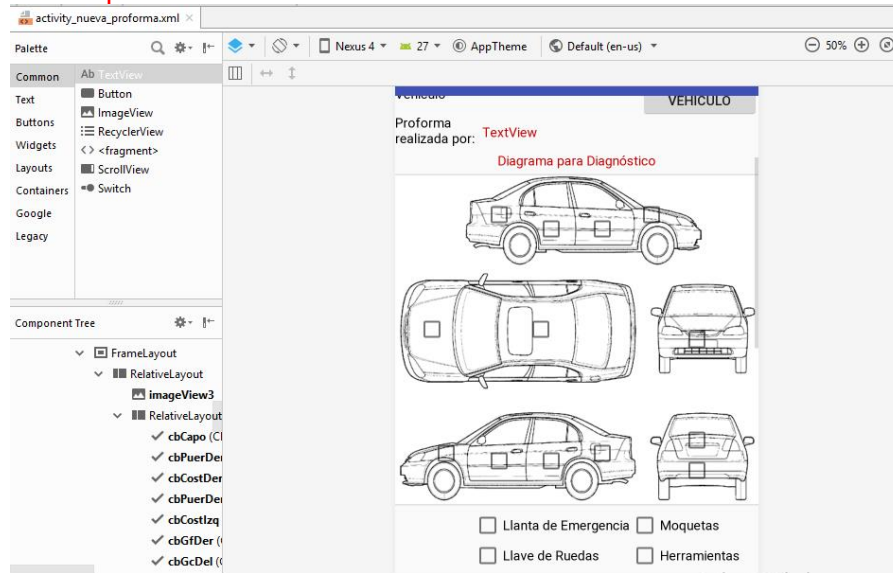 activity_nueva_proforma.xml
Palette
Nexus 4
27
AppTheme
Default (en-us)
50%
Common
Text
Buttons
Widgets
Layouts
Containers
Google
Legacy
Ab TextView
Button
ImageView
RecyclerView
<fragment>
ScrollView
Switch
Component Tree
FrameLayout
RelativeLayout
imageView3
RelativeLayout
cbCapo (C
cbPuerDer
cbCostDer
cbPuerDer
cbCostIzq
cbGfDer (
cbGcDel (
VEHICULO
Proforma
realizada por: TextView
Diagrama para Diagnóstico
Llanta de Emergencia Moquetas
Llave de Ruedas Herramientas